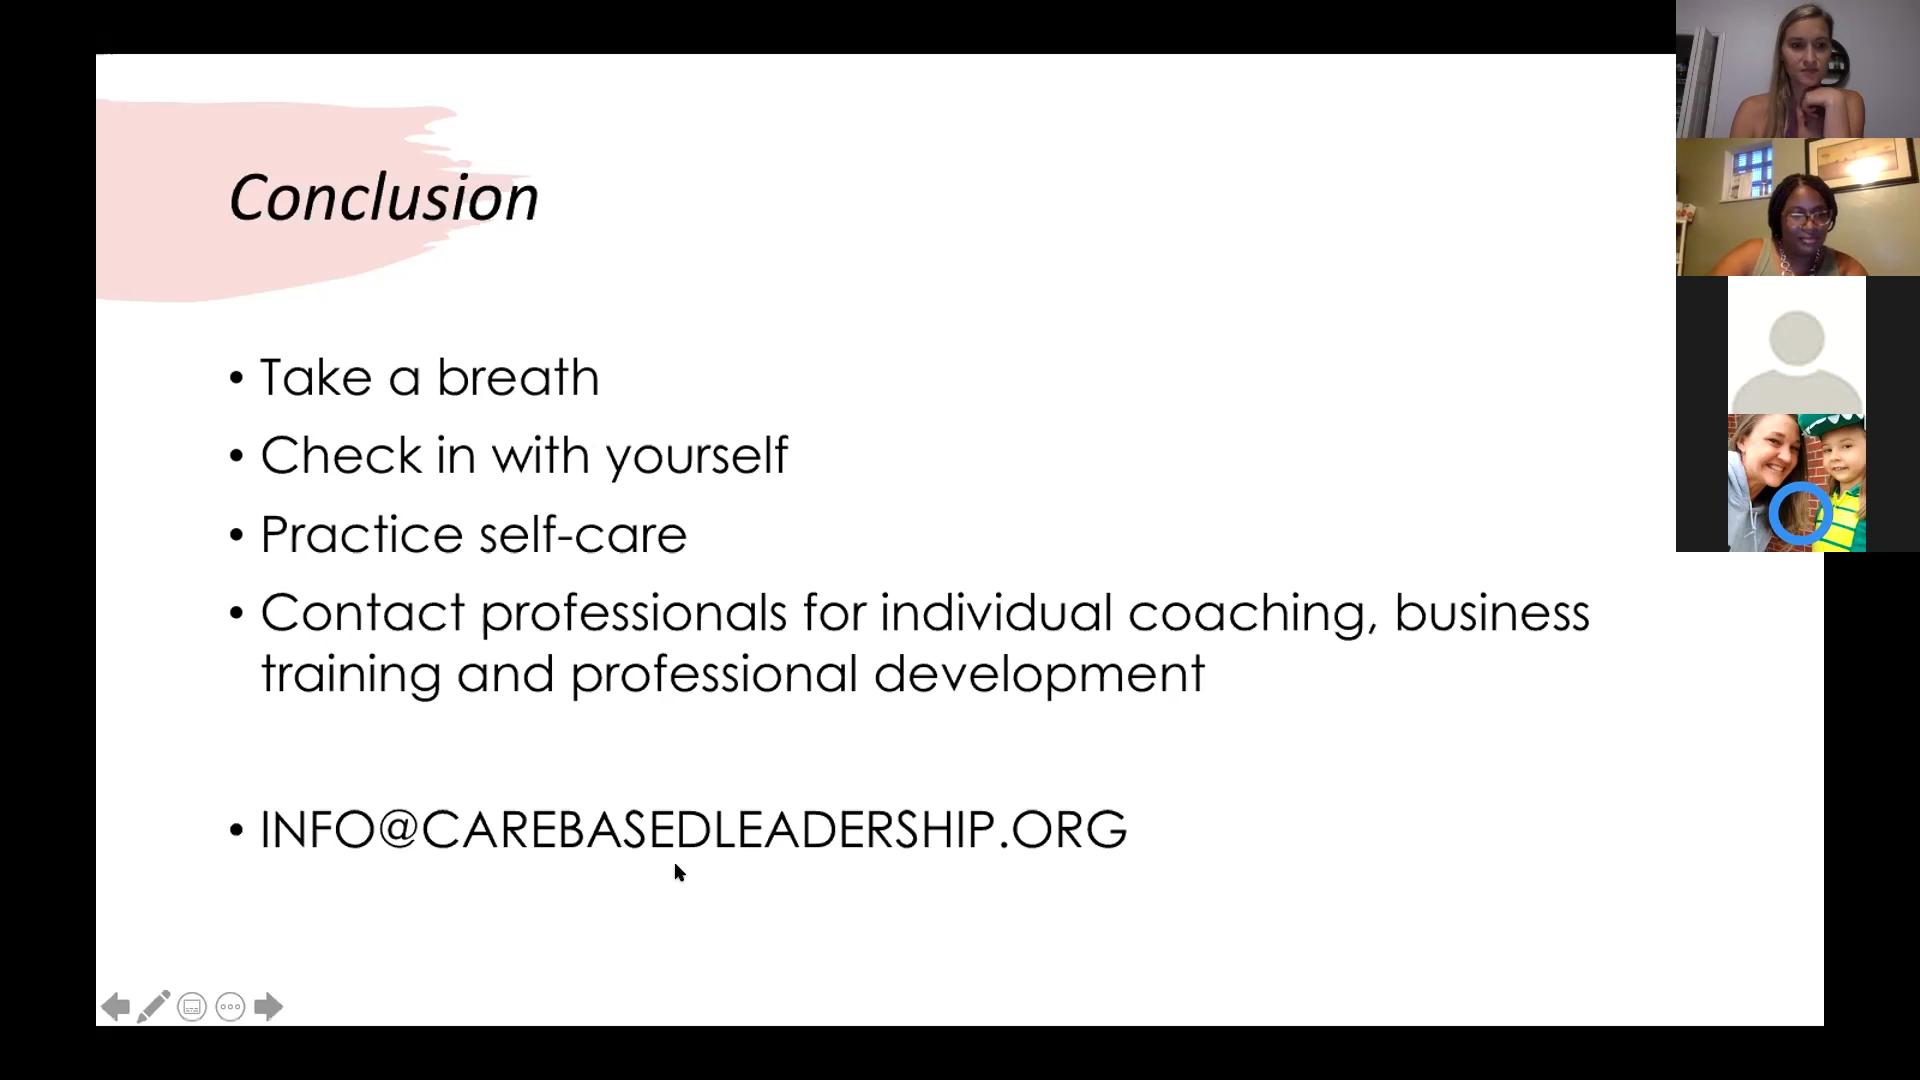 Conclusion
• Take a breath
• Check in with yourself
• Practice self-care
• Contact professionals for individual coaching, business
training and professional development
• INFO@CAREBASEDLEADERSHIP.ORG